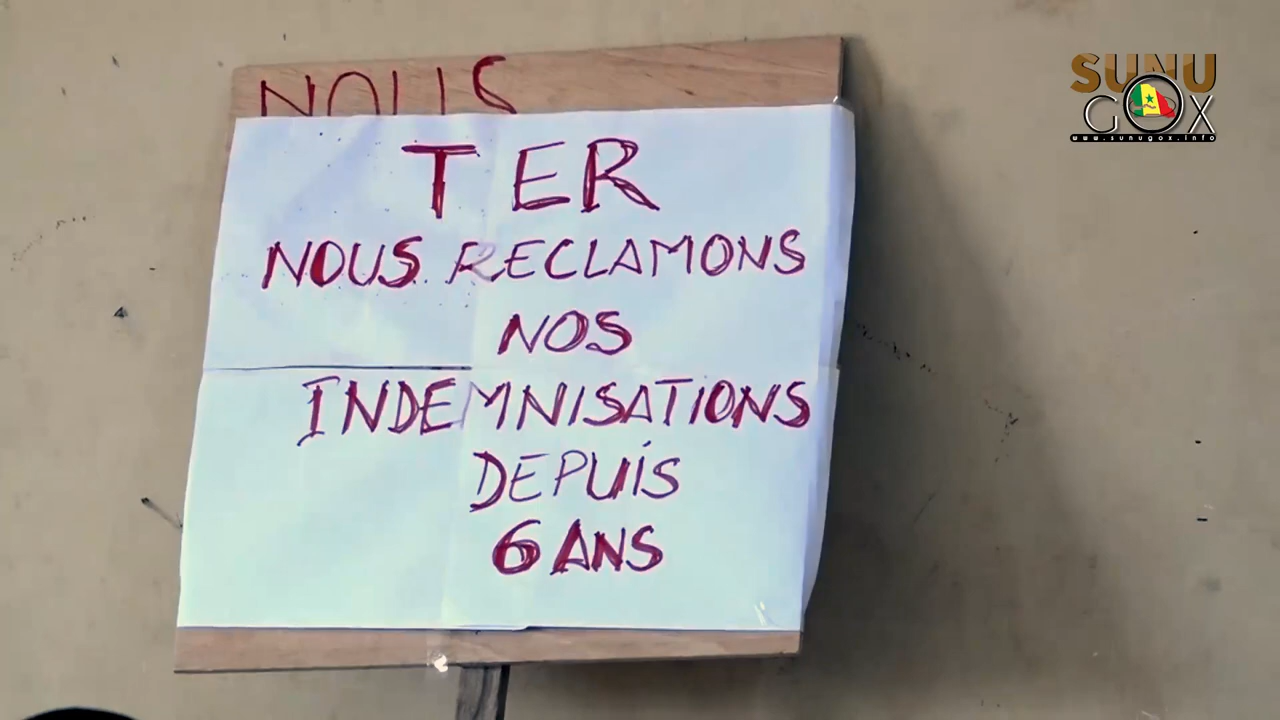 NOUS
TER
NOUS RECLAMONS
NOS
INDEMNISATIONS
DEPUIS
6 ANS
SUNU
GOX
www.sunugox.info